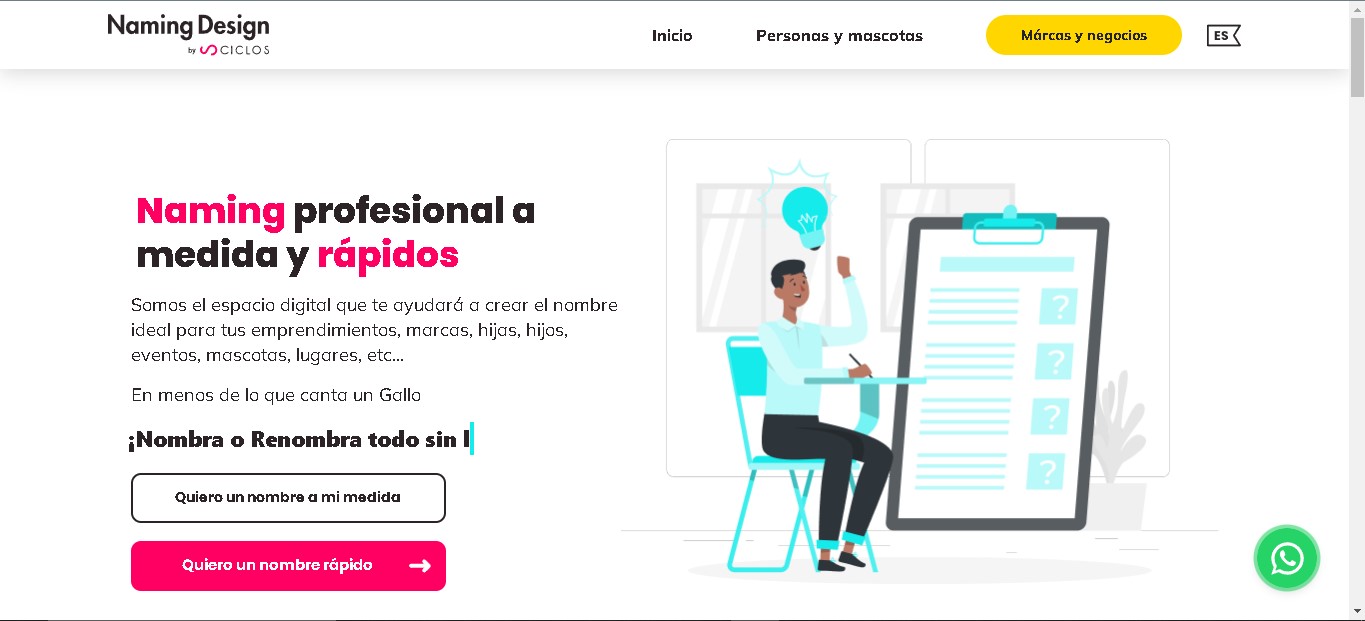 Naming Design
by CICLOS
Inicio
Personas y mascotas
Márcas y negocios
ES
Naming profesional a
medida y rápidos
Somos el espacio digital que te ayudará a crear el nombre
ideal para tus emprendimientos, marcas, hijas, hijos,
eventos, mascotas, lugares, etc...
En menos de lo que canta un Gallo
¡Nombra o Renombra todo sin l
Quiero un nombre a mi medida
Quiero un nombre rápido
?
?
?
?